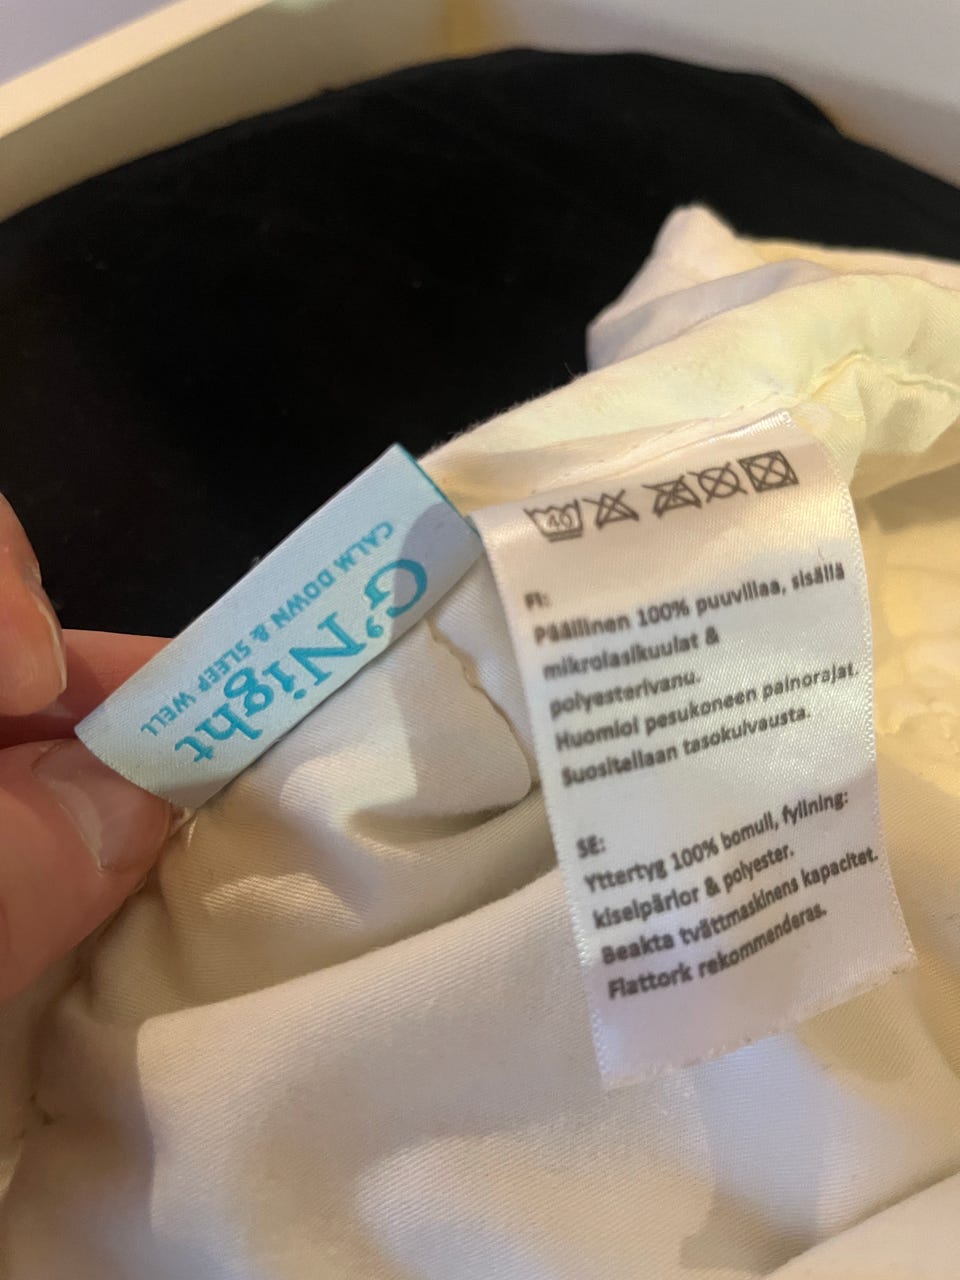 G'Night
CALM DOWN & SLEEP WELL
40
FI:
Päällinen 100% puuvillaa, sisällä
mikrolasikuulat &
polyesterivanu.
Huomioi pesukoneen painorajat.
Suositellaan tasokuivausta.
SE:
Yttertyg 100% bomull, fyllning:
kiselpärlor & polyester.
Beakta tvättmaskinens kapacitet.
Flattork rekommenderas.